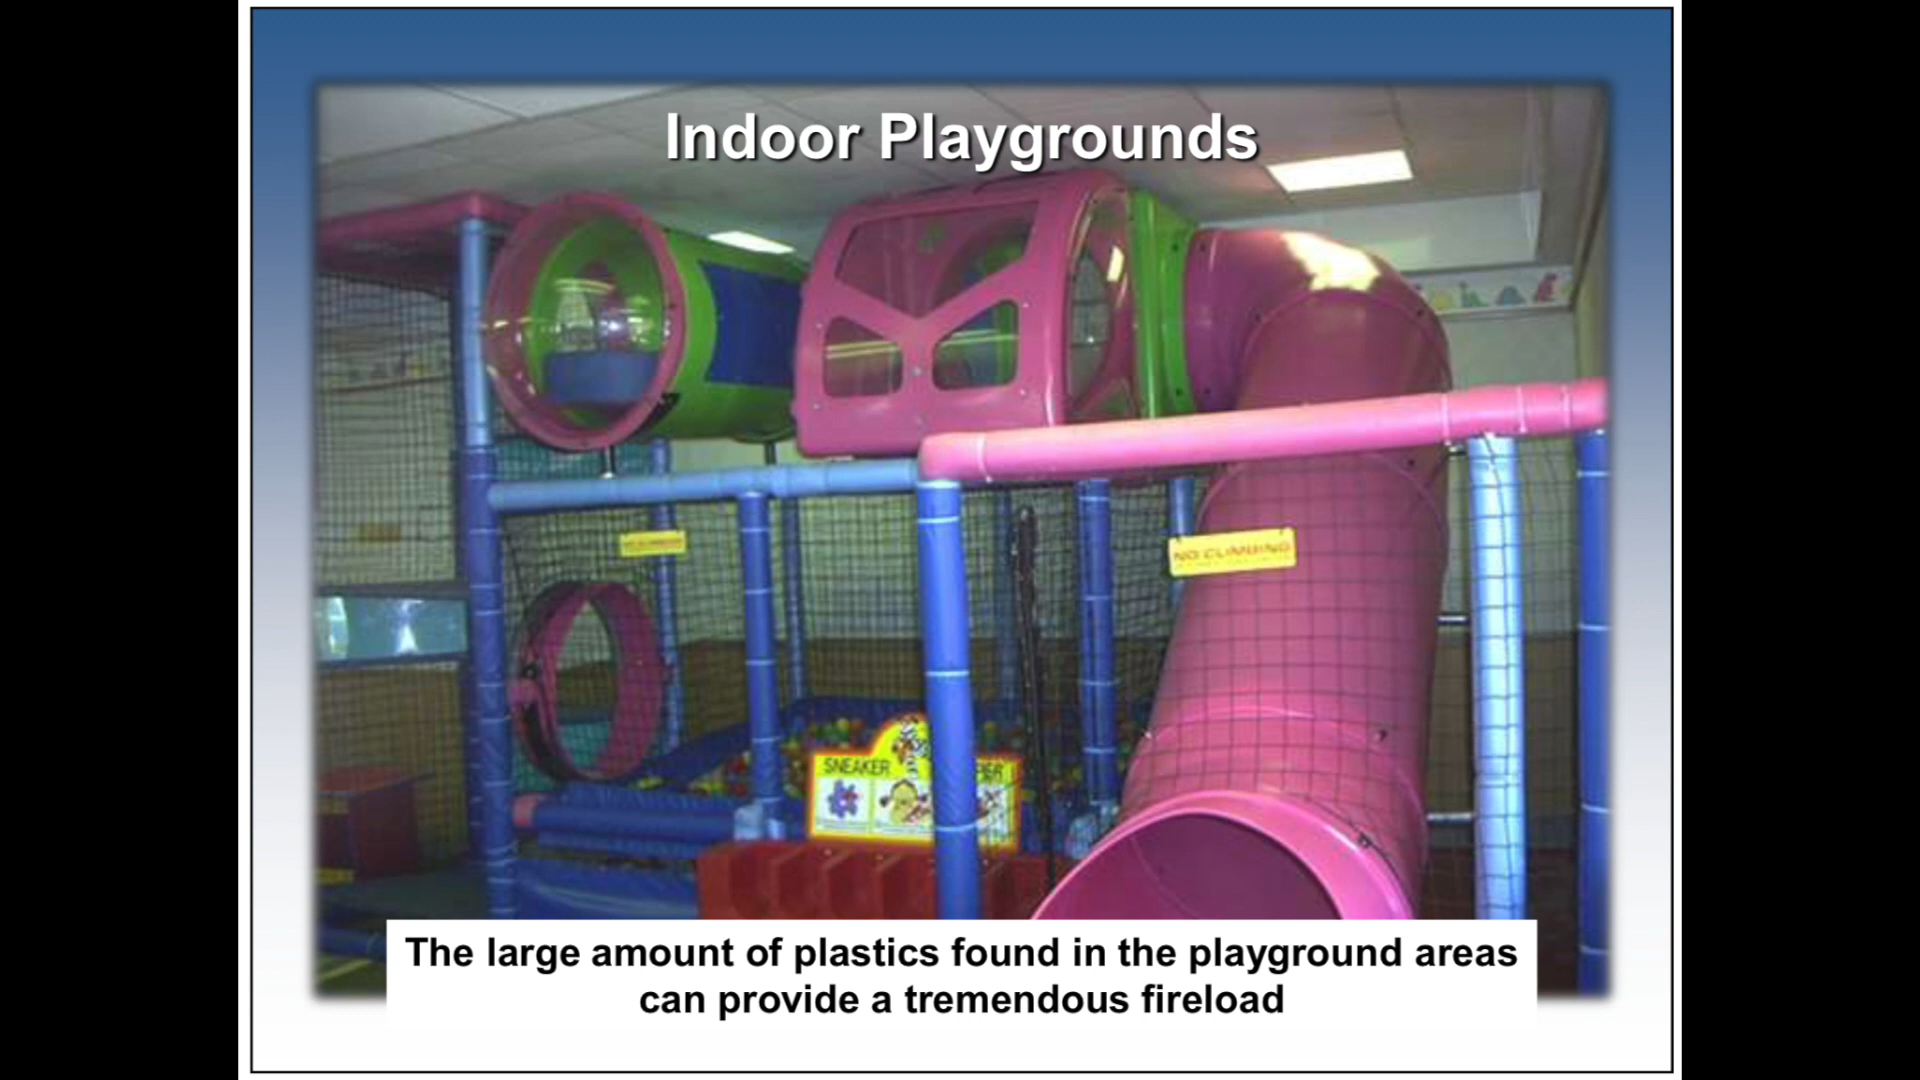 Indoor Playgrounds
NO CLIMBING
SNEAKER
The large amount of plastics found in the playground areas
can provide a tremendous fireload